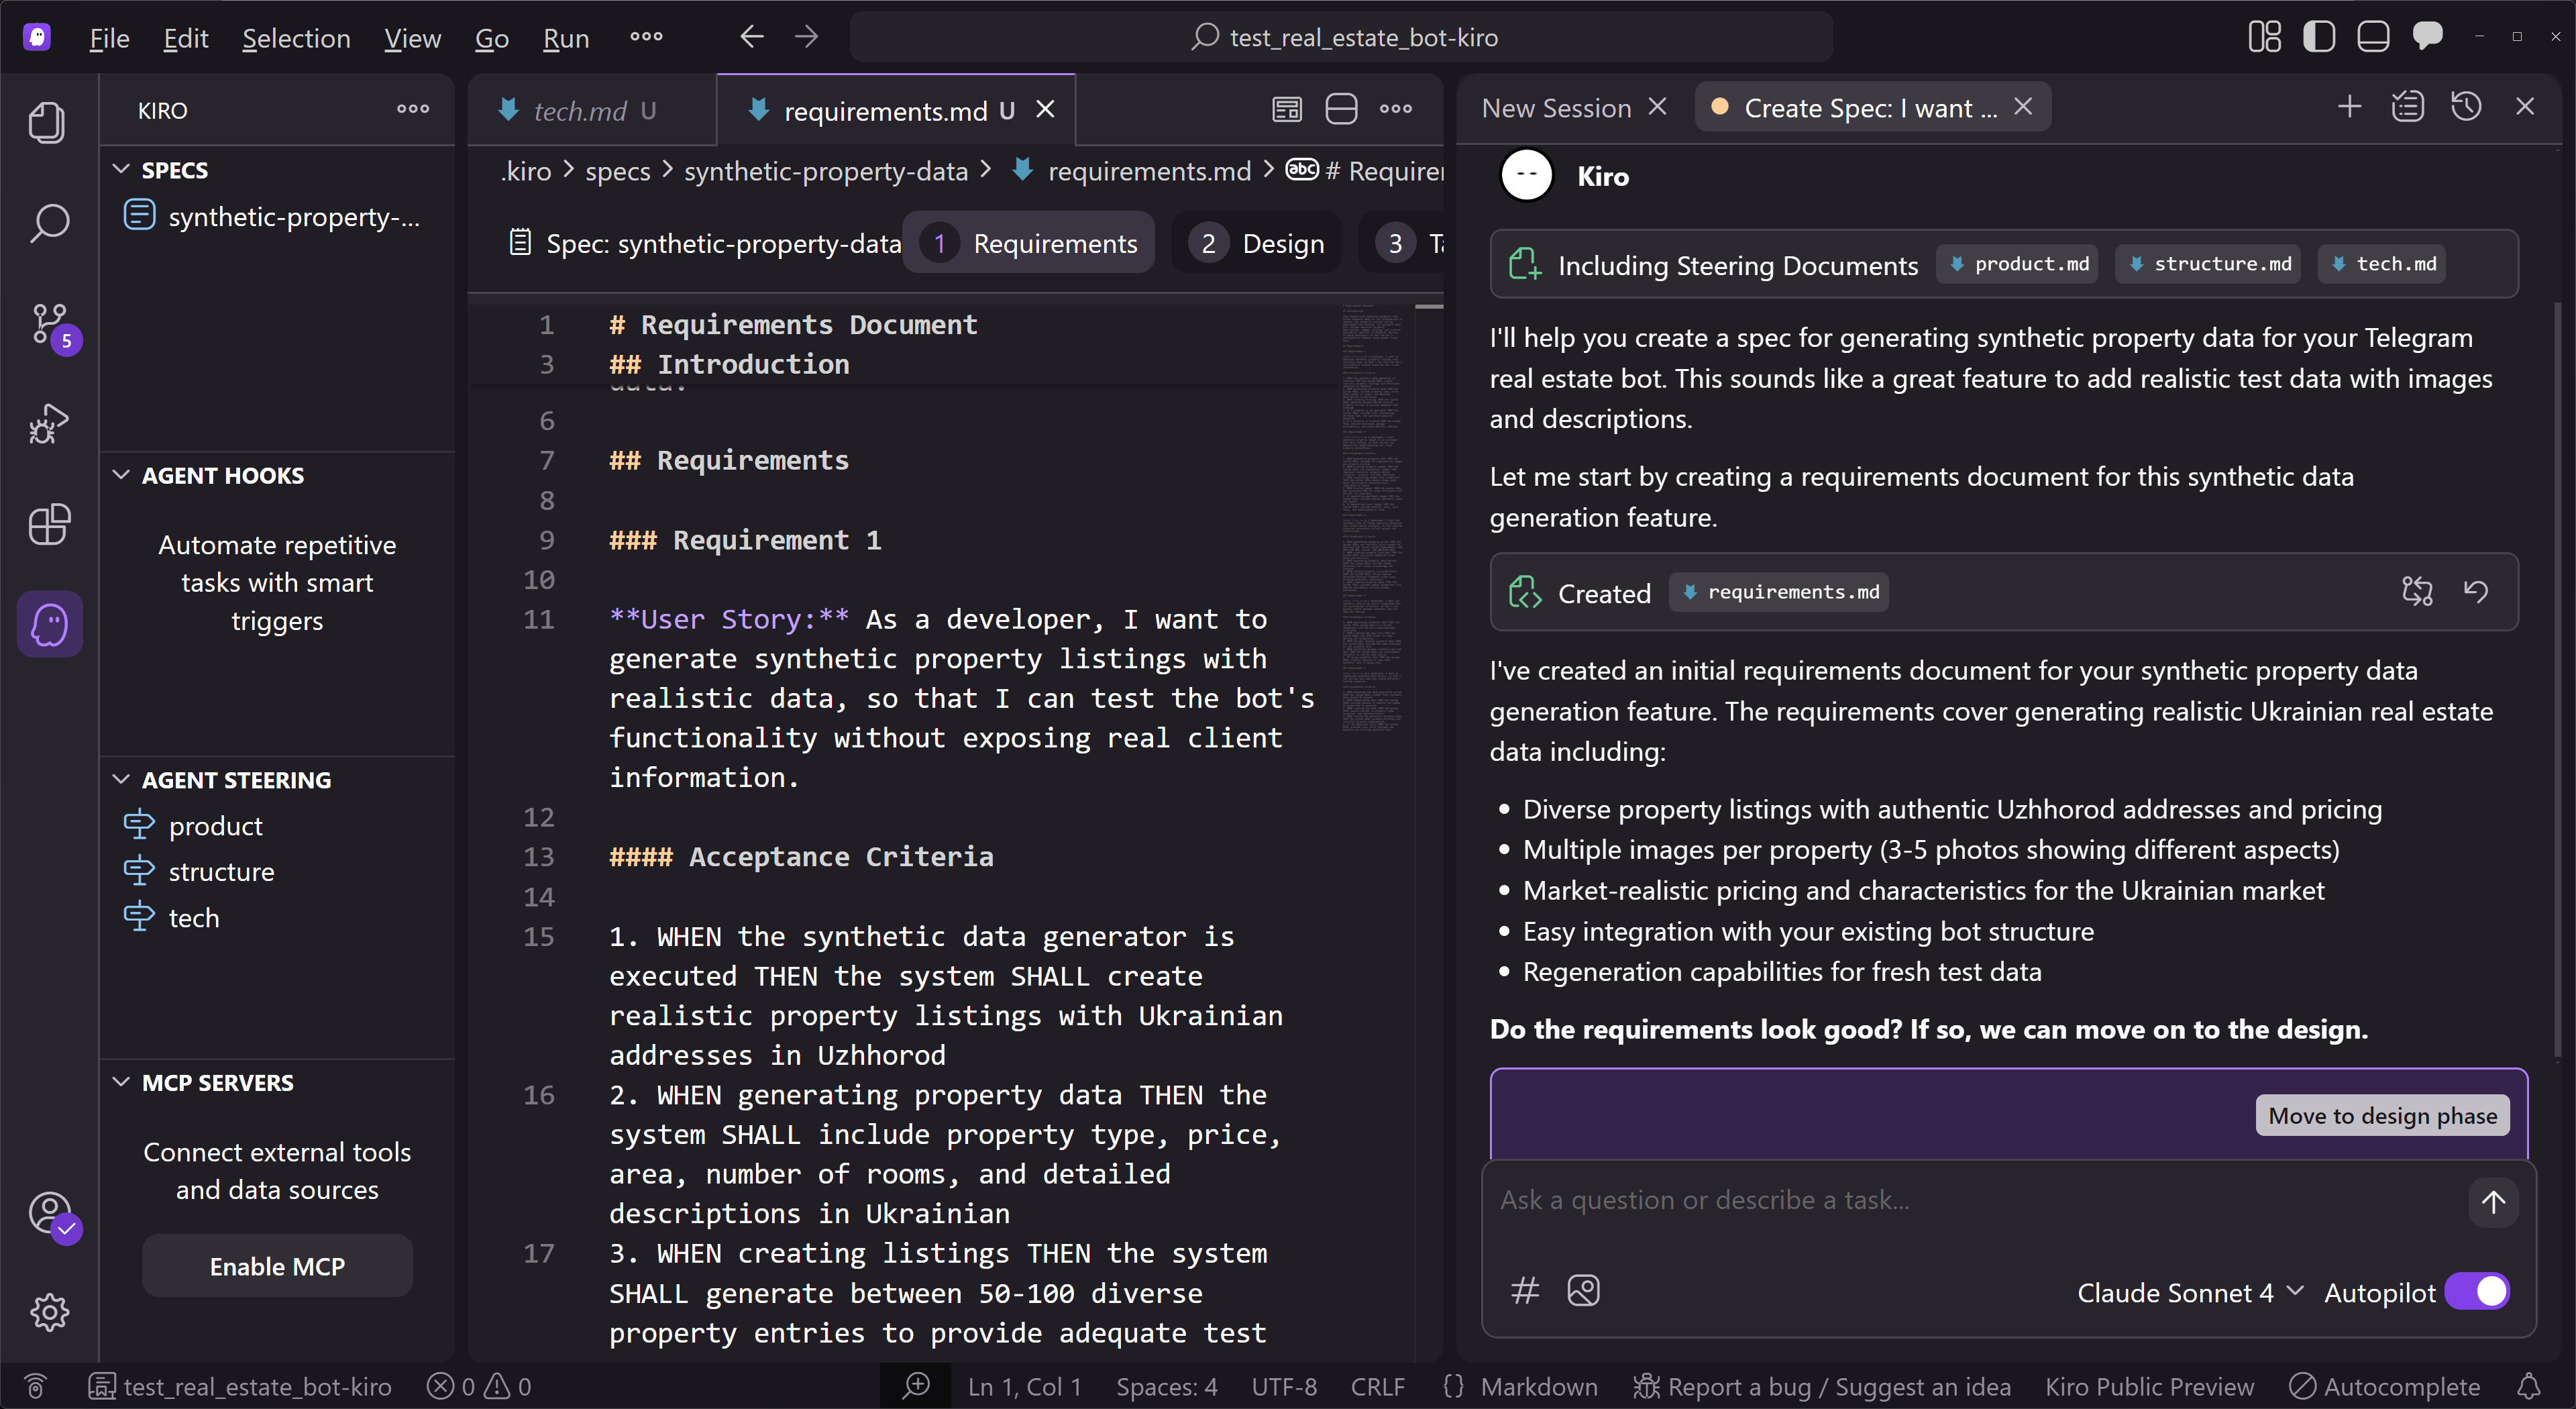 File Edit Selection View Go Run
test_real_estate_bot-kiro
KIRO
SPECS
synthetic-property-...
5
AGENT HOOKS
Automate repetitive
tasks with smart
triggers
AGENT STEERING
product
structure
tech
MCP SERVERS
Connect external tools
and data sources
Enable MCP
tech.md U
requirements.md U
.kiro > specs > synthetic-property-data > requirements.md > abc # Requirer
Spec: synthetic-property-data 1 Requirements 2 Design 3
1 # Requirements Document
3 ## Introduction
data.
6
7 ## Requirements
8
9 ### Requirement 1
10
11 **User Story:** As a developer, I want to
generate synthetic property listings with
realistic data, so that I can test the bot's
functionality without exposing real client
information.
12
13 #### Acceptance Criteria
14
15 1. WHEN the synthetic data generator is
executed THEN the system SHALL create
realistic property listings with Ukrainian
addresses in Uzhhorod
16 2. WHEN generating property data THEN the
system SHALL include property type, price,
area, number of rooms, and detailed
descriptions in Ukrainian
17 3. WHEN creating listings THEN the system
SHALL generate between 50-100 diverse
property entries to provide adequate test
New Session
Create Spec: I want ...
Kiro
Including Steering Documents product.md structure.md tech.md
I'll help you create a spec for generating synthetic property data for your Telegram
real estate bot. This sounds like a great feature to add realistic test data with images
and descriptions.
Let me start by creating a requirements document for this synthetic data
generation feature.
Created requirements.md
I've created an initial requirements document for your synthetic property data
generation feature. The requirements cover generating realistic Ukrainian real estate
data including:
• Diverse property listings with authentic Uzhhorod addresses and pricing
• Multiple images per property (3-5 photos showing different aspects)
• Market-realistic pricing and characteristics for the Ukrainian market
• Easy integration with your existing bot structure
• Regeneration capabilities for fresh test data
Do the requirements look good? If so, we can move on to the design.
Move to design phase
Ask a question or describe a task...
Claude Sonnet 4 Autopilot
test_real_estate_bot-kiro 0 0 Ln 1, Col 1 Spaces: 4 UTF-8 CRLF {} Markdown Report a bug / Suggest an idea Kiro Public Preview Autocomplete